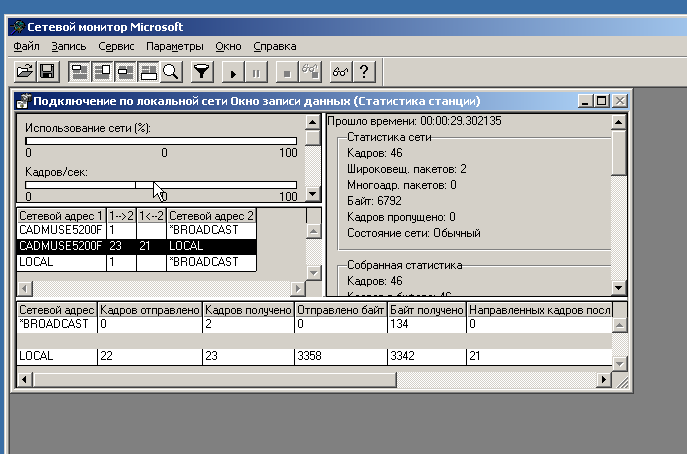 Сетевой монитор Microsoft
Файл Запись Сервис Параметры Окно Справка
Подключение по локальной сети Окно записи данных (Статистика станции)
Использование сети (%):
0 0 100
Кадров/сек:
0 0 100
Сетевой адрес 1 1-->2 1<--2 Сетевой адрес 2
CADMUSE5200F 1 *BROADCAST
CADMUSE5200F 23 21 LOCAL
LOCAL 1 *BROADCAST
Прошло времени: 00:00:29.302135
Статистика сети
Кадров: 46
Широковещ. пакетов: 2
Многоадр. пакетов: 0
Байт: 6792
Кадров пропущено: 0
Состояние сети: Обычный
Собранная статистика
Кадров: 46
Кадров в буфере: 46
Сетевой адрес Кадров отправлено Кадров получено Отправлено байт Байт получено Направленных кадров посл
*BROADCAST 0 2 0 134 0
LOCAL 22 23 3358 3342 21